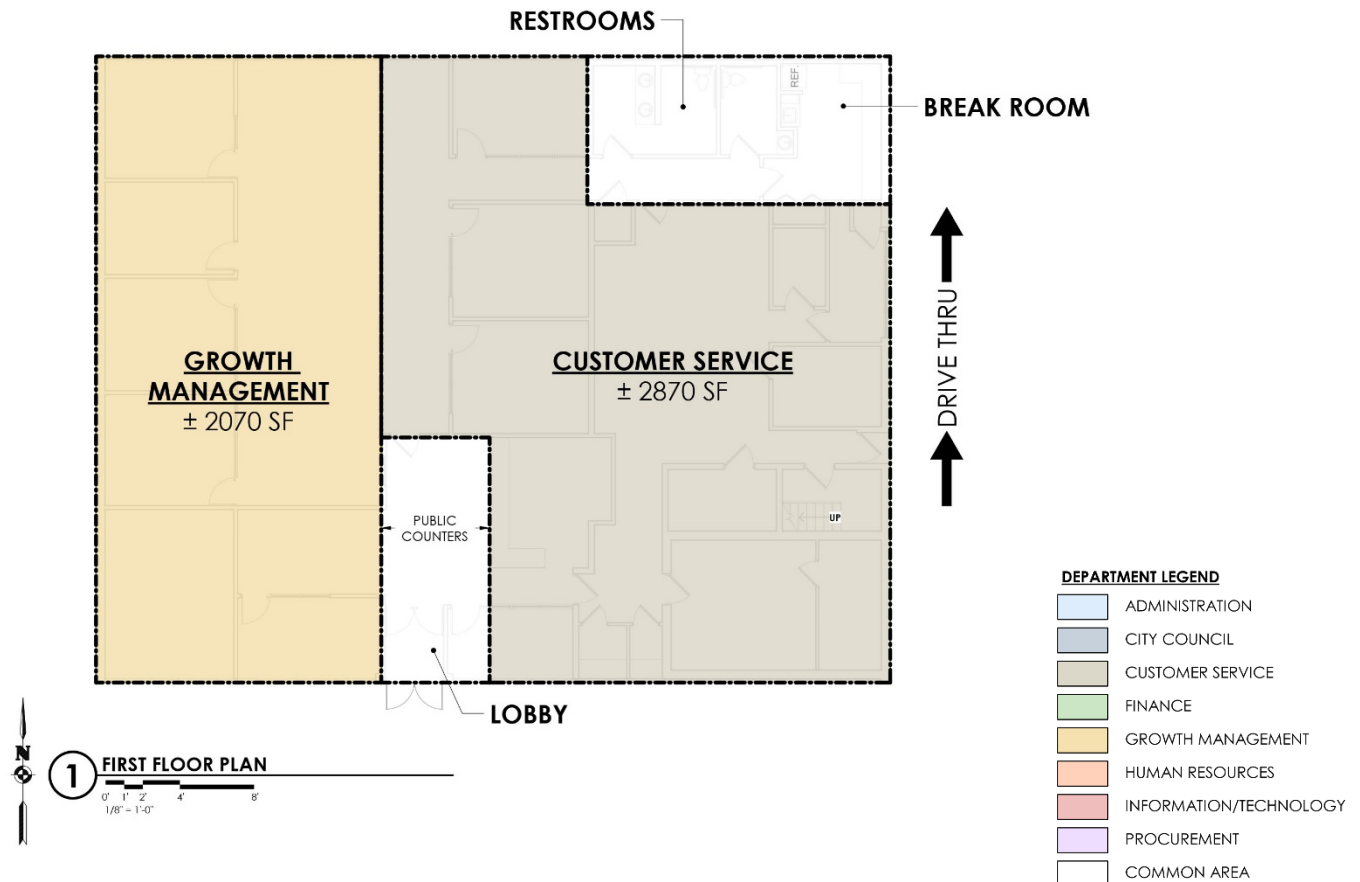 RESTROOMS
REF
BREAK ROOM
DRIVE THRU
GROWTH
MANAGEMENT
± 2070 SF
CUSTOMER SERVICE
± 2870 SF
PUBLIC
COUNTERS
UP
LOBBY
N
1
FIRST FLOOR PLAN
0' 1' 2' 4' 8'
1/8" = 1'-0"
DEPARTMENT LEGEND
ADMINISTRATION
CITY COUNCIL
CUSTOMER SERVICE
FINANCE
GROWTH MANAGEMENT
HUMAN RESOURCES
INFORMATION/TECHNOLOGY
PROCUREMENT
COMMON AREA